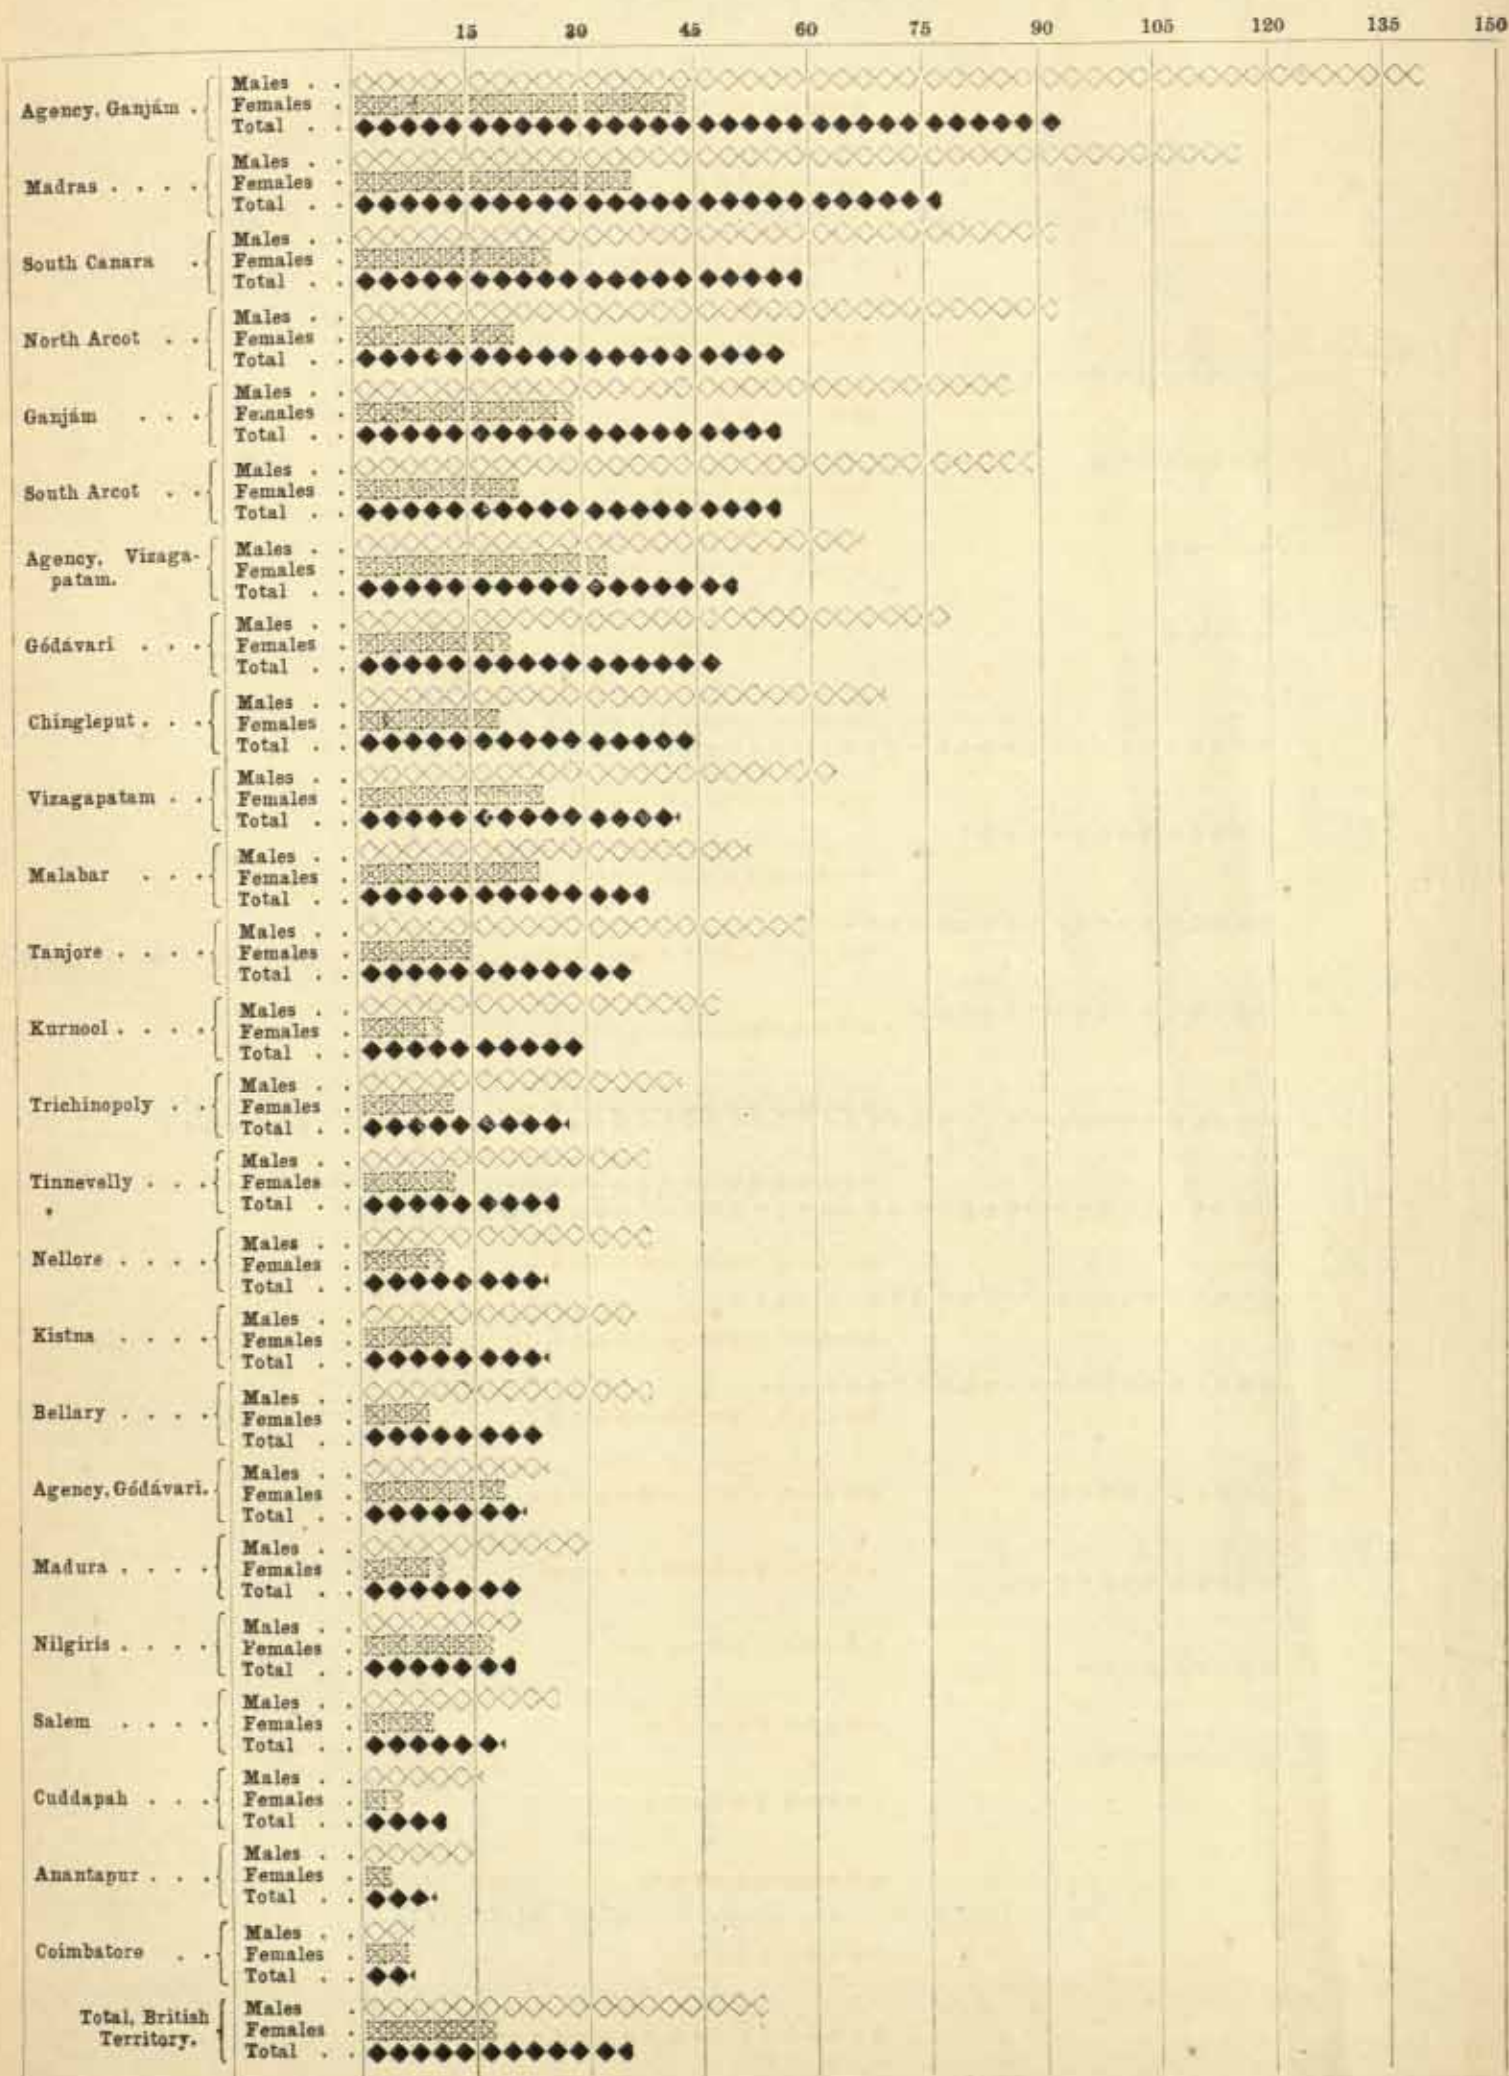 15 30 45 60 75 90 105 120 135 150
Agency, Ganjám .
Males . .
Females .
Total . .
Madras . . . .
Males . .
Females .
Total . .
South Canara .
Males . .
Females .
Total . .
North Arcot . .
Males . .
Females .
Total . .
Ganjám . . .
Males . .
Females .
Total . .
South Arcot . .
Males . .
Females .
Total . .
Agency, Vizaga-
patam.
Males . .
Females .
Total . .
Gódávari . . .
Males . .
Females .
Total . .
Chingleput . . .
Males . .
Females .
Total . .
Vizagapatam . .
Males . .
Females .
Total . .
Malabar . . .
Males . .
Females .
Total . .
Tanjore . . . .
Males . .
Females .
Total . .
Kurnool . . . .
Males . .
Females .
Total . .
Trichinopoly . .
Males . .
Females .
Total . .
Tinnevelly . . .
Males . .
Females .
Total . .
Nellore . . . .
Males . .
Females .
Total . .
Kistna . . . .
Males . .
Females .
Total . .
Bellary . . . .
Males . .
Females .
Total . .
Agency, Gódávari.
Males . .
Females .
Total . .
Madura . . . .
Males . .
Females .
Total . .
Nilgiris . . . .
Males . .
Females .
Total . .
Salem . . . .
Males . .
Females .
Total . .
Cuddapah . . .
Males . .
Females .
Total . .
Anantapur . . .
Males . .
Females .
Total . .
Coimbatore . .
Males . .
Females .
Total . .
Total, British
Territory.
Males .
Females .
Total . .